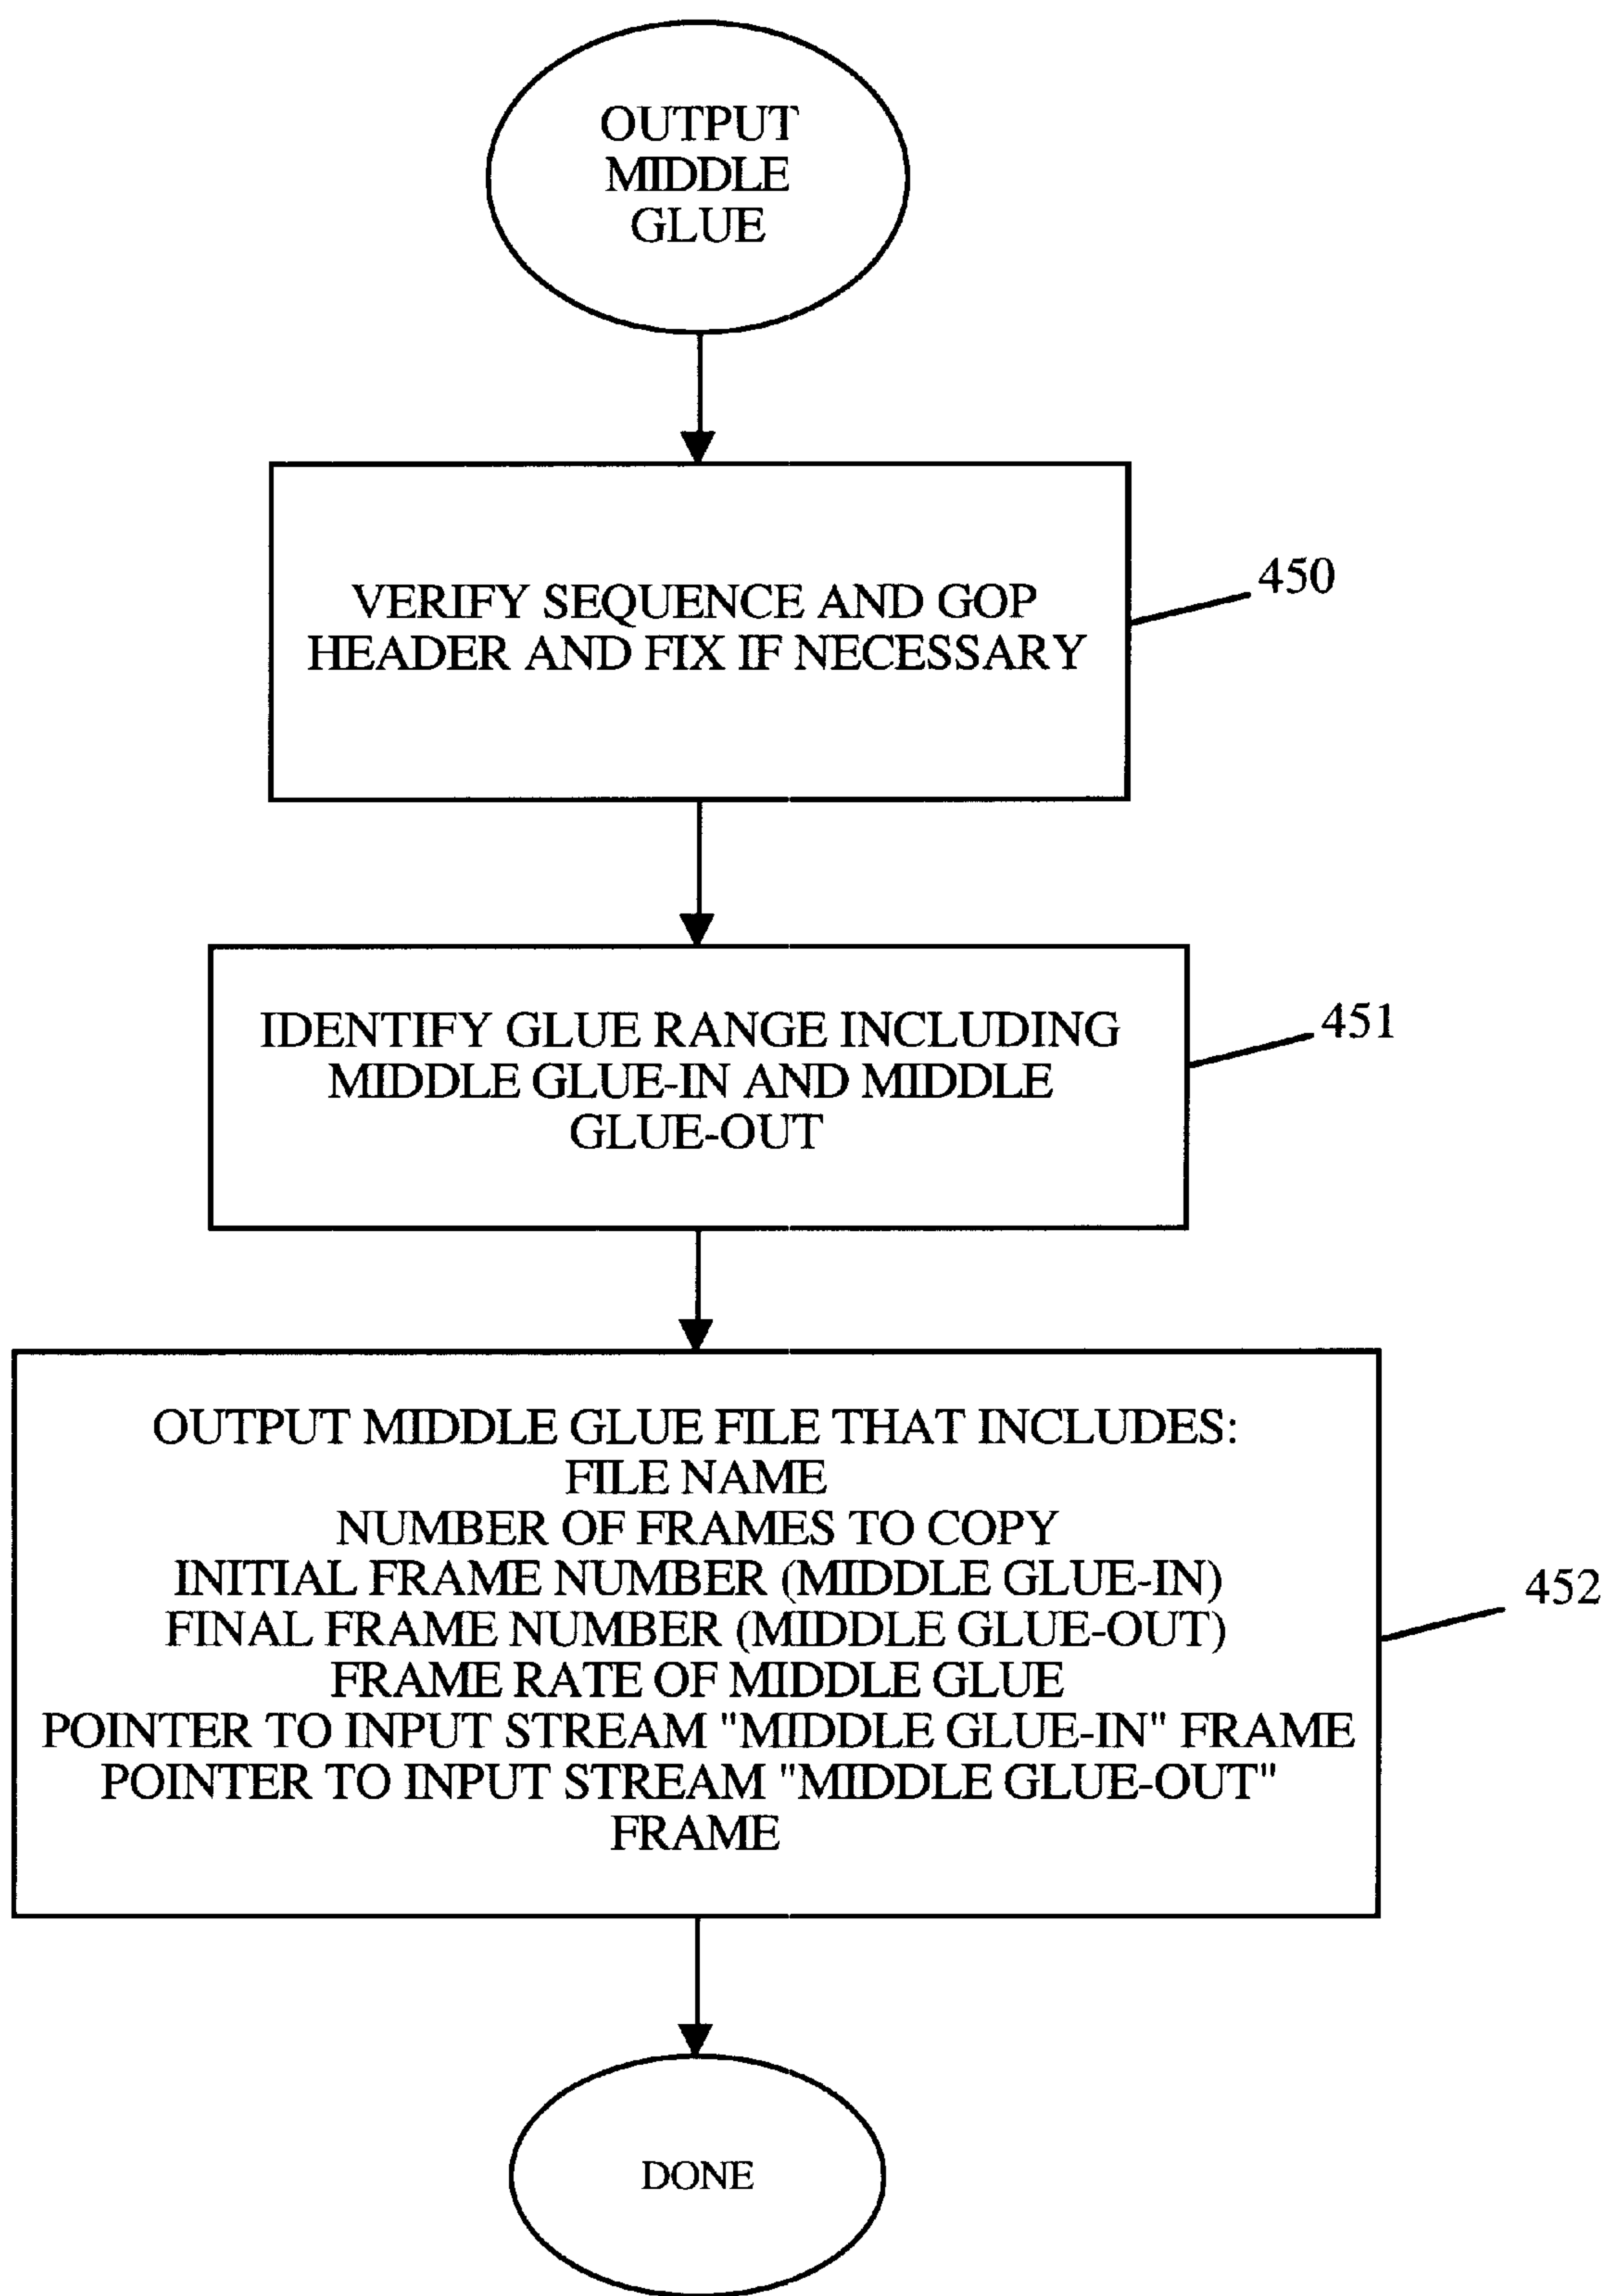 OUTPUT
MIDDLE
GLUE
VERIFY SEQUENCE AND GOP
HEADER AND FIX IF NECESSARY
450
IDENTIFY GLUE RANGE INCLUDING
MIDDLE GLUE-IN AND MIDDLE
GLUE-OUT
451
OUTPUT MIDDLE GLUE FILE THAT INCLUDES:
FILE NAME
NUMBER OF FRAMES TO COPY
INITIAL FRAME NUMBER (MIDDLE GLUE-IN)
FINAL FRAME NUMBER (MIDDLE GLUE-OUT)
FRAME RATE OF MIDDLE GLUE
POINTER TO INPUT STREAM "MIDDLE GLUE-IN" FRAME
POINTER TO INPUT STREAM "MIDDLE GLUE-OUT"
FRAME
452
DONE